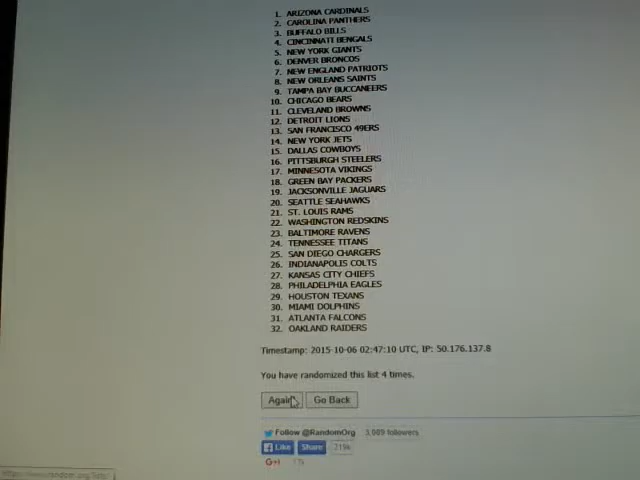 1. ARIZONA CARDINALS
2. CAROLINA PANTHERS
3. BUFFALO BILLS
4. CINCINNATI BENGALS
5. NEW YORK GIANTS
6. DENVER BRONCOS
7. NEW ENGLAND PATRIOTS
8. NEW ORLEANS SAINTS
9. TAMPA BAY BUCCANEERS
10. CHICAGO BEARS
11. CLEVELAND BROWNS
12. DETROIT LIONS
13. SAN FRANCISCO 49ERS
14. NEW YORK JETS
15. DALLAS COWBOYS
16. PITTSBURGH STEELERS
17. MINNESOTA VIKINGS
18. GREEN BAY PACKERS
19. JACKSONVILLE JAGUARS
20. SEATTLE SEAHAWKS
21. ST. LOUIS RAMS
22. WASHINGTON REDSKINS
23. BALTIMORE RAVENS
24. TENNESSEE TITANS
25. SAN DIEGO CHARGERS
26. INDIANAPOLIS COLTS
27. KANSAS CITY CHIEFS
28. PHILADELPHIA EAGLES
29. HOUSTON TEXANS
30. MIAMI DOLPHINS
31. ATLANTA FALCONS
32. OAKLAND RAIDERS
Timestamp: 2015-10-06 02:47:10 UTC, IP: 50.176.137.8
You have randomized this list 4 times.
Again! Go Back
Follow @RandomOrg followers
Like Share 219k
G+1